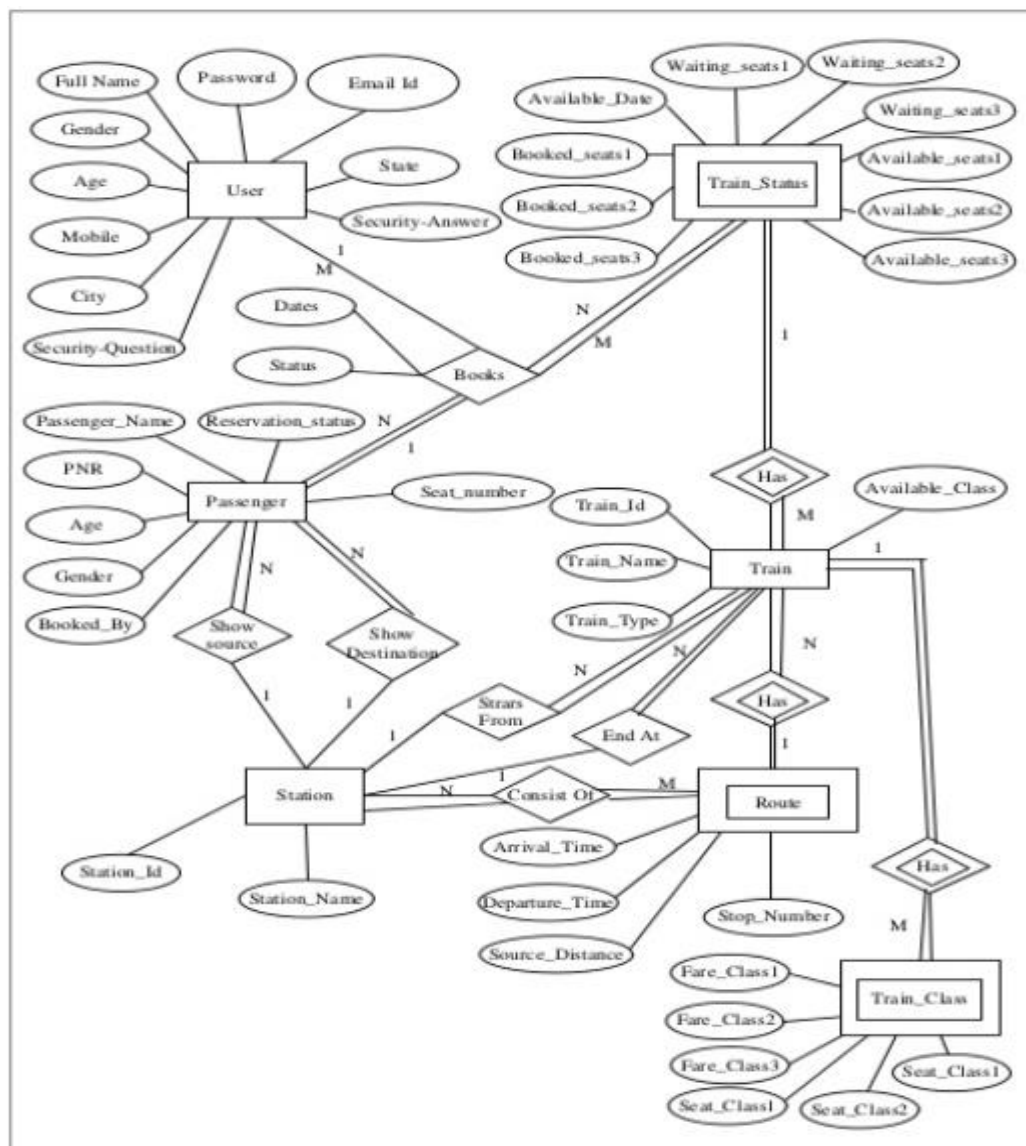 Full Name
Password
Email Id
Gender
Age
Mobile
City
Security-Question
User
State
Security-Answer
Waiting_seats1
Waiting_seats2
Available_Date
Waiting_seats3
Booked_seats1
Available_seats1
Train_Status
Booked_seats2
Available_seats2
Booked_seats3
Available_seats3
1
M
Dates
Status
Books
N
M
1
N
1
Passenger_Name
Reservation_status
PNR
Passenger
Seat_number
Age
Gender
Booked_By
N
N
Show
source
Show
Destination
1
1
Has
M
Available_Class
Train_Id
Train_Name
Train
1
Train_Type
N
N
N
Strars
From
1
End At
1
Has
1
Station
N
Consist Of
M
Route
Station_Id
Station_Name
Arrival_Time
Departure_Time
Source_Distance
Stop_Number
Has
M
Train_Class
Fare_Class1
Fare_Class2
Fare_Class3
Seat_Class1
Seat_Class2
Seat_Class1